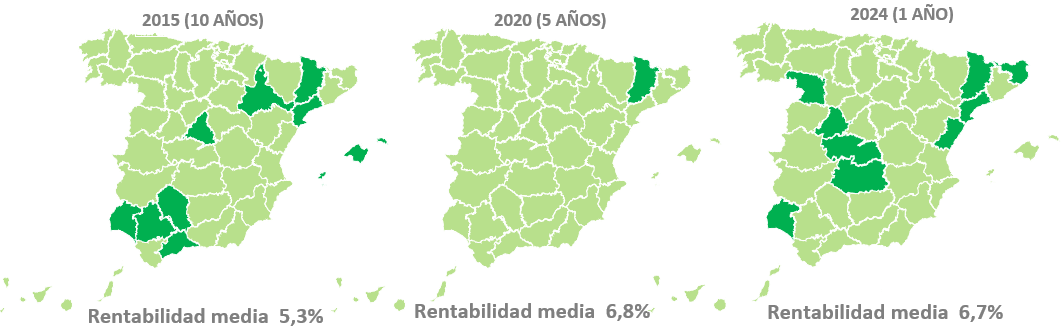 2015 (10 AÑOS)
2020 (5 AÑOS)
2024 (1 AÑO)
Rentabilidad media 5,3%
Rentabilidad media 6,8%
Rentabilidad media 6,7%